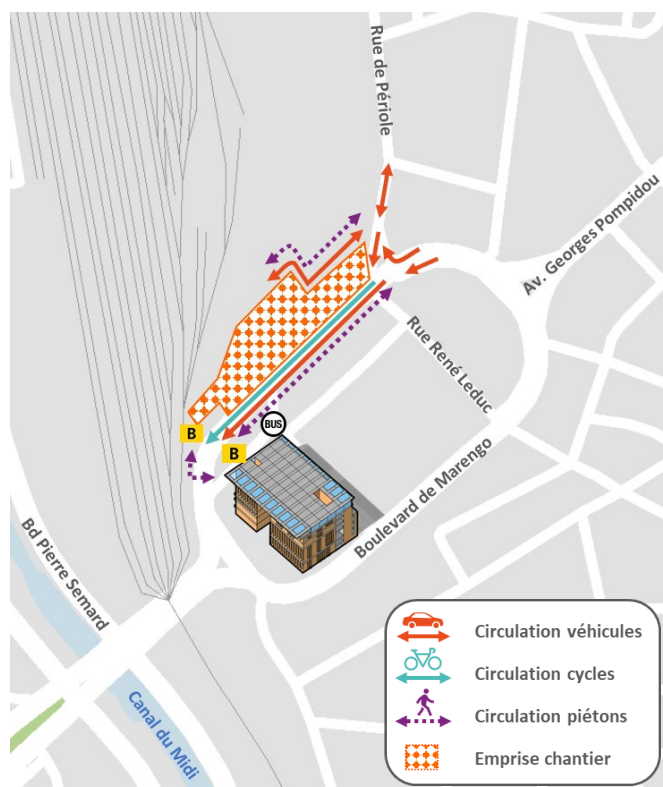 Rue de Périole
Av. Georges Pompidou
Rue René Leduc
BUS
B
B
Boulevard de Marengo
Bd Pierre Semard
Canal du Midi
Circulation véhicules
Circulation cycles
Circulation piétons
Emprise chantier